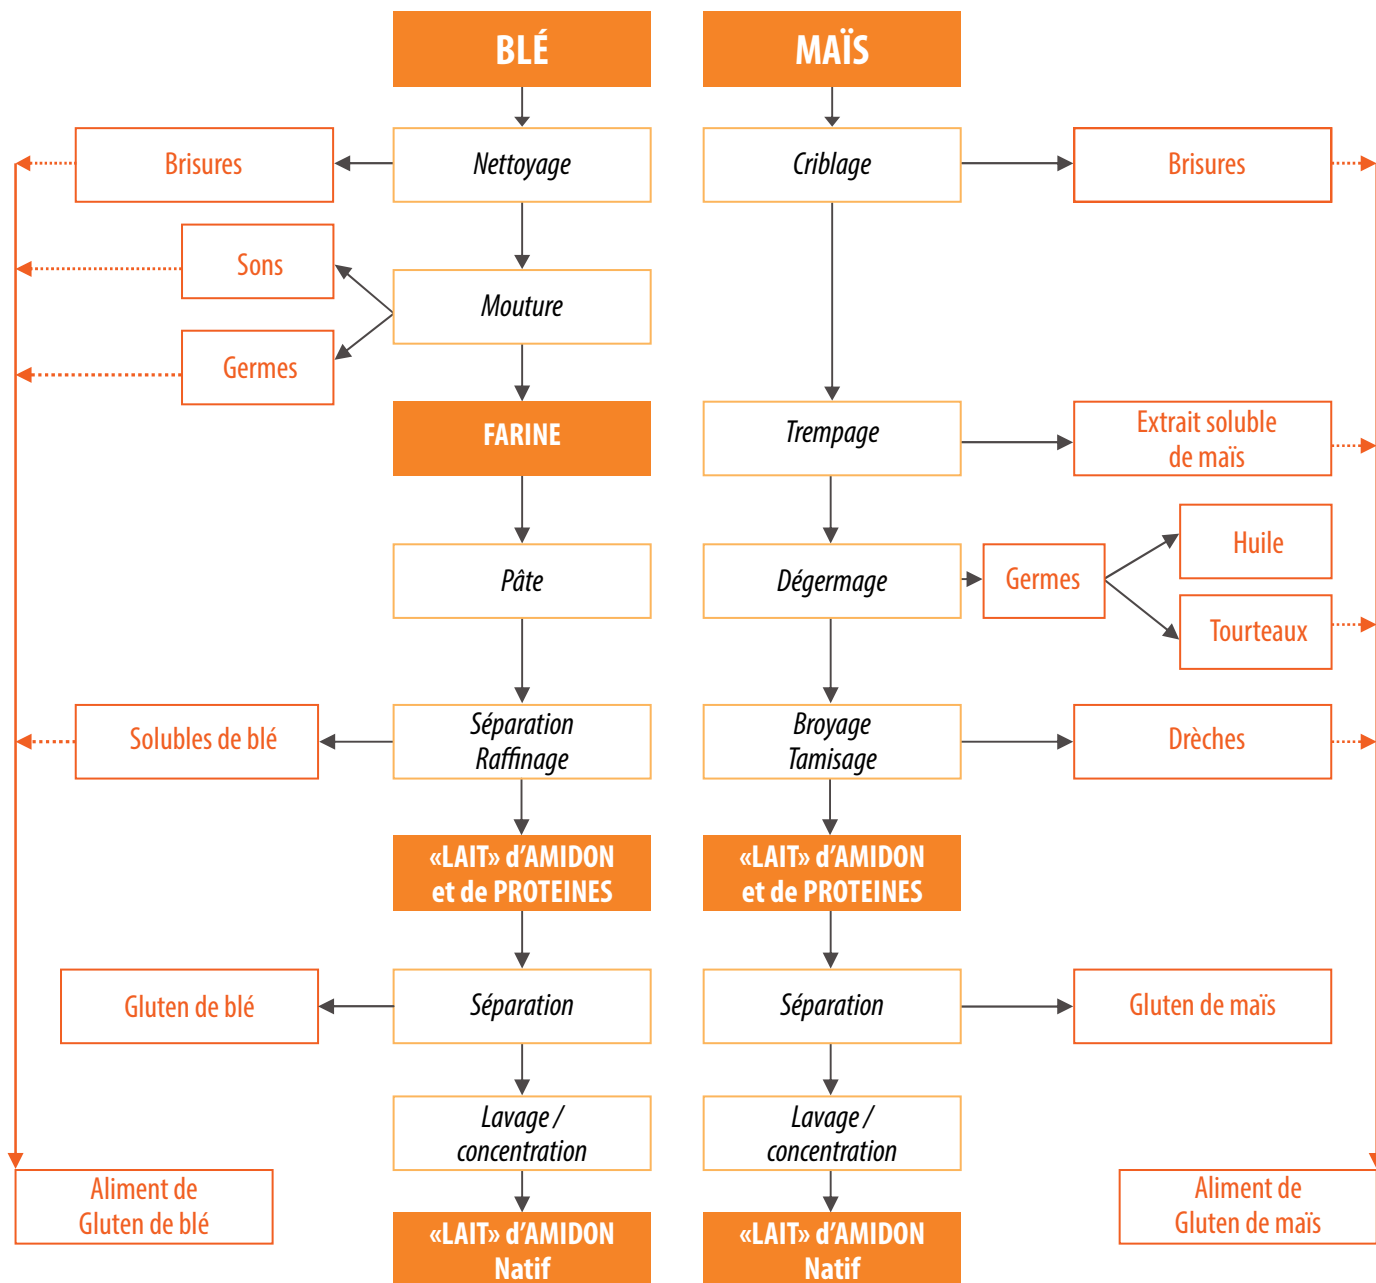 BLÉ
MAÏS
Brisures
Nettoyage
Criblage
Brisures
Sons
Mouture
Germes
FARINE
Trempage
Extrait soluble
de maïs
Pâte
Dégermage
Germes
Huile
Tourteaux
Solubles de blé
Séparation
Raffinage
Broyage
Tamisage
Drèches
«LAIT» d’AMIDON
et de PROTEINES
«LAIT» d’AMIDON
et de PROTEINES
Gluten de blé
Séparation
Séparation
Gluten de maïs
Lavage /
concentration
Lavage /
concentration
Aliment de
Gluten de blé
Aliment de
Gluten de maïs
«LAIT» d’AMIDON
Natif
«LAIT» d’AMIDON
Natif